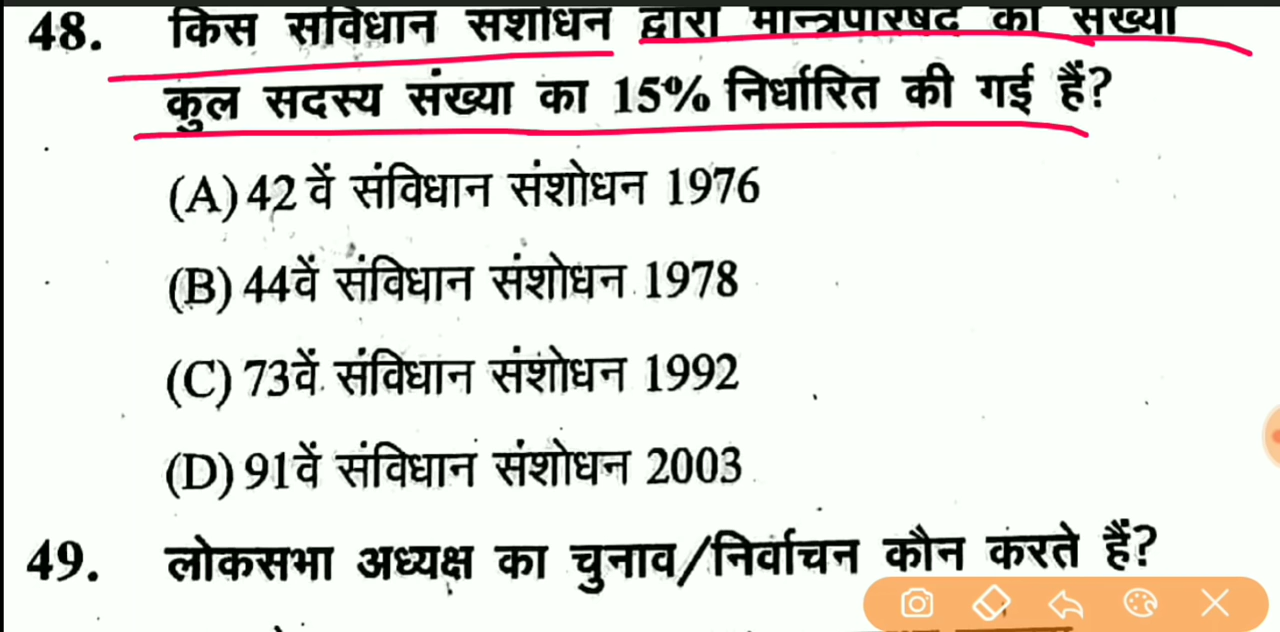 48. किस संविधान संशोधन द्वारा मन्त्रिपरिषद की संख्या
कुल सदस्य संख्या का 15% निर्धारित की गई हैं?
(A) 42 वें संविधान संशोधन 1976
(B) 44वें संविधान संशोधन 1978
(C) 73वें संविधान संशोधन 1992
(D) 91वें संविधान संशोधन 2003
49. लोकसभा अध्यक्ष का चुनाव/निर्वाचन कौन करते हैं?